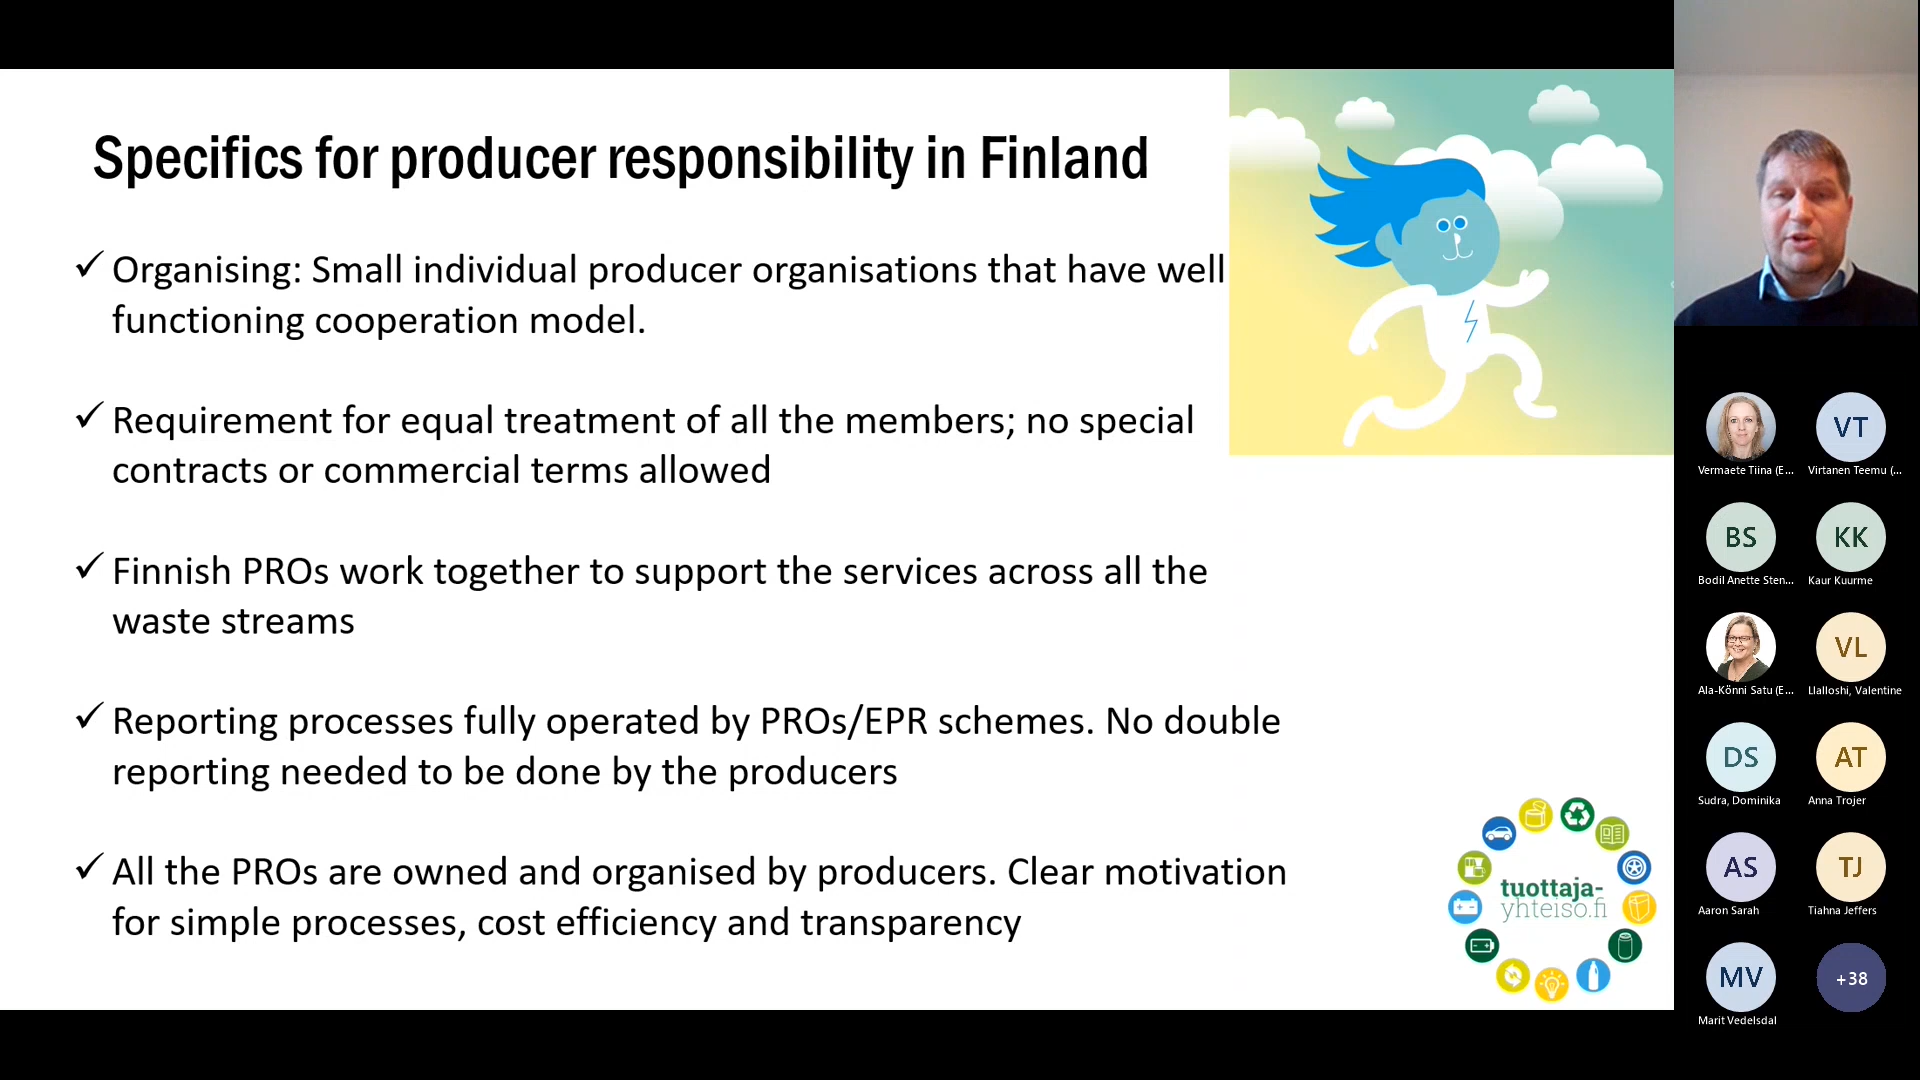 Specifics for producer responsibility in Finland
✓ Organising: Small individual producer organisations that have well
functioning cooperation model.
✓ Requirement for equal treatment of all the members; no special
contracts or commercial terms allowed
✓ Finnish PROs work together to support the services across all the
waste streams
✓ Reporting processes fully operated by PROs/EPR schemes. No double
reporting needed to be done by the producers
✓ All the PROs are owned and organised by producers. Clear motivation
for simple processes, cost efficiency and transparency
tuottaja-
yhteiso.fi
VT
Vermaete Tiina (E...
Virtanen Teemu (...
BS
KK
Bodil Anette Sten...
Kaur Kuurme
VL
Ala-Könni Satu (E...
Llalloshi, Valentine
DS
AT
Sudra, Dominika
Anna Trojer
AS
TJ
Aaron Sarah
Tiahna Jeffers
MV
+38
Marit Vedelsdal